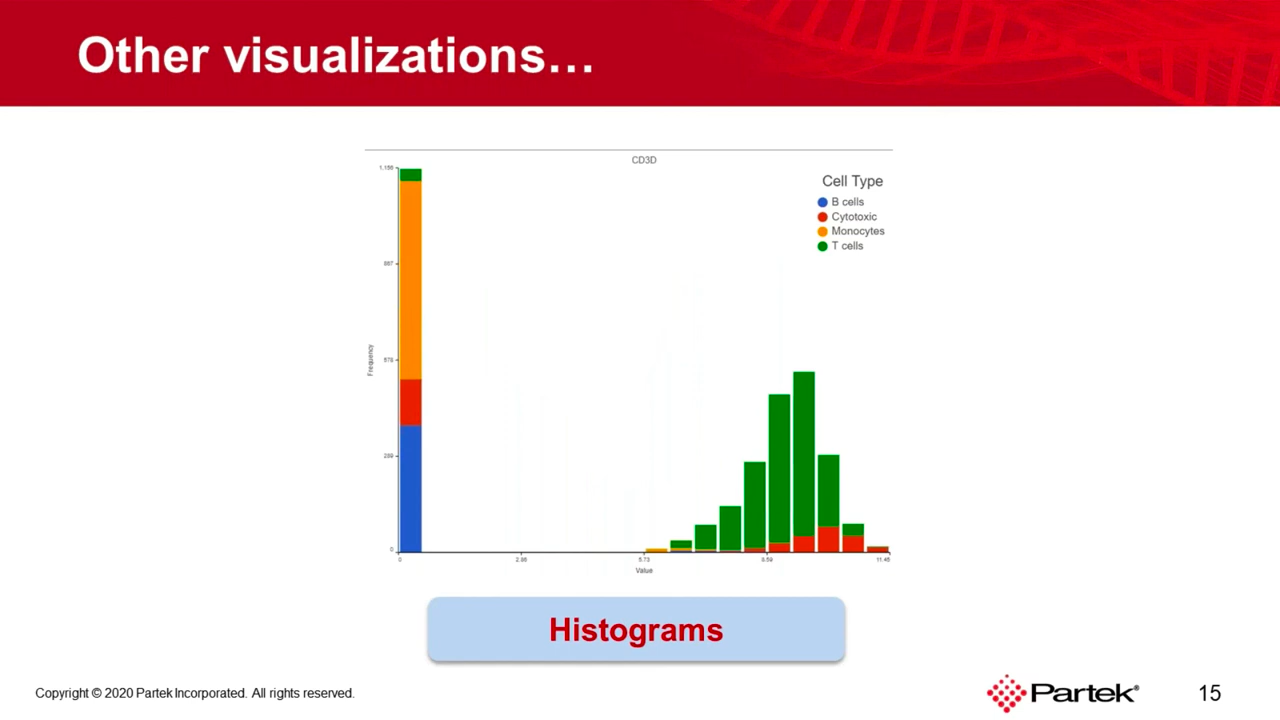 Other visualizations…
CD3D
Cell Type
B cells
Cytotoxic
Monocytes
T cells
1,156
867
578
289
0
Frequency
0
2.86
5.73
8.59
11.45
Value
Histograms
Copyright © 2020 Partek Incorporated. All rights reserved.
Partek®
15